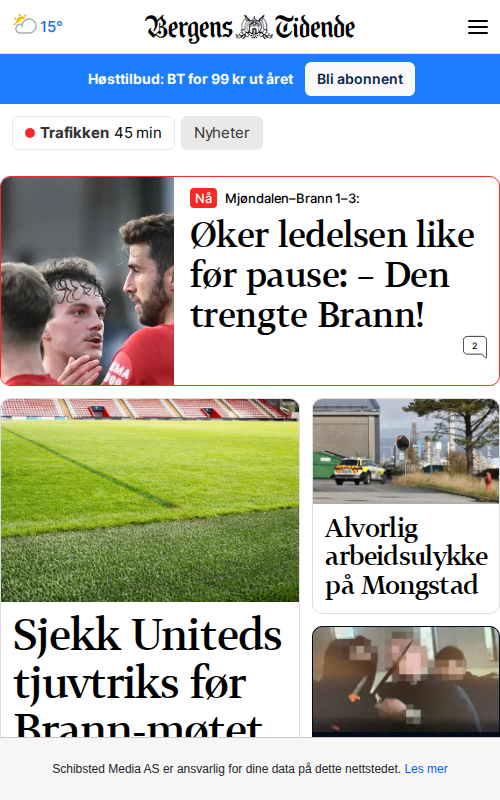 15°
Bergens Tidende
Høsttilbud: BT for 99 kr ut året
Bli abonnent
Trafikken 45 min
Nyheter
Nå Mjøndalen–Brann 1–3:
Øker ledelsen like
før pause: – Den
trengte Brann!
2
Sjekk Uniteds
tjuvtriks før
Brann-møtet
Alvorlig
arbeidsulykke
på Mongstad
Schibsted Media AS er ansvarlig for dine data på dette nettstedet. Les mer